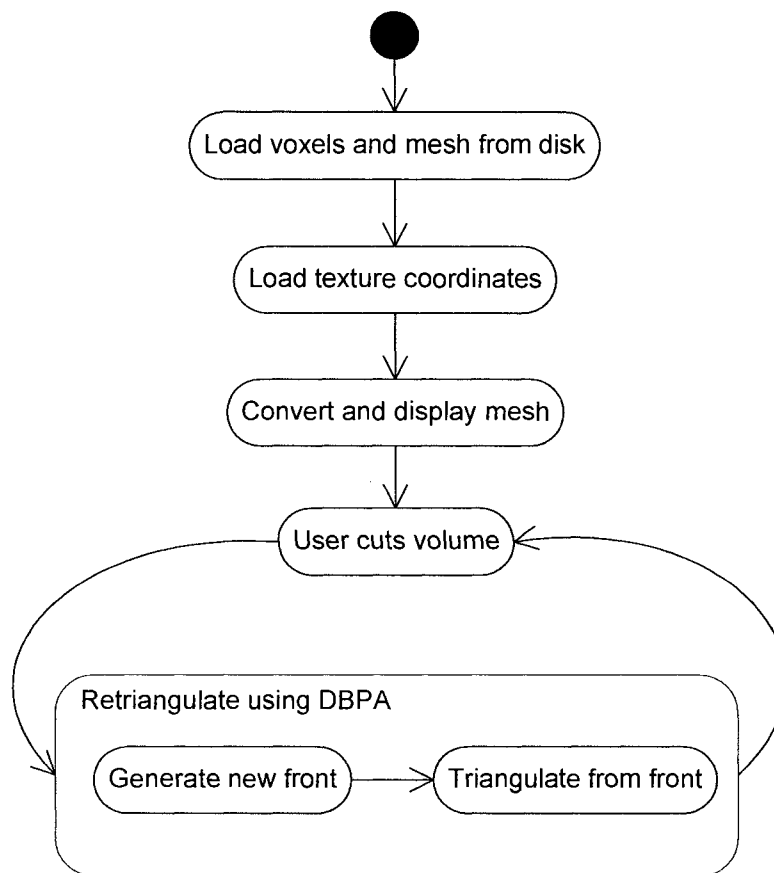 Load voxels and mesh from disk
Load texture coordinates
Convert and display mesh
User cuts volume
Retriangulate using DBPA
Generate new front
Triangulate from front